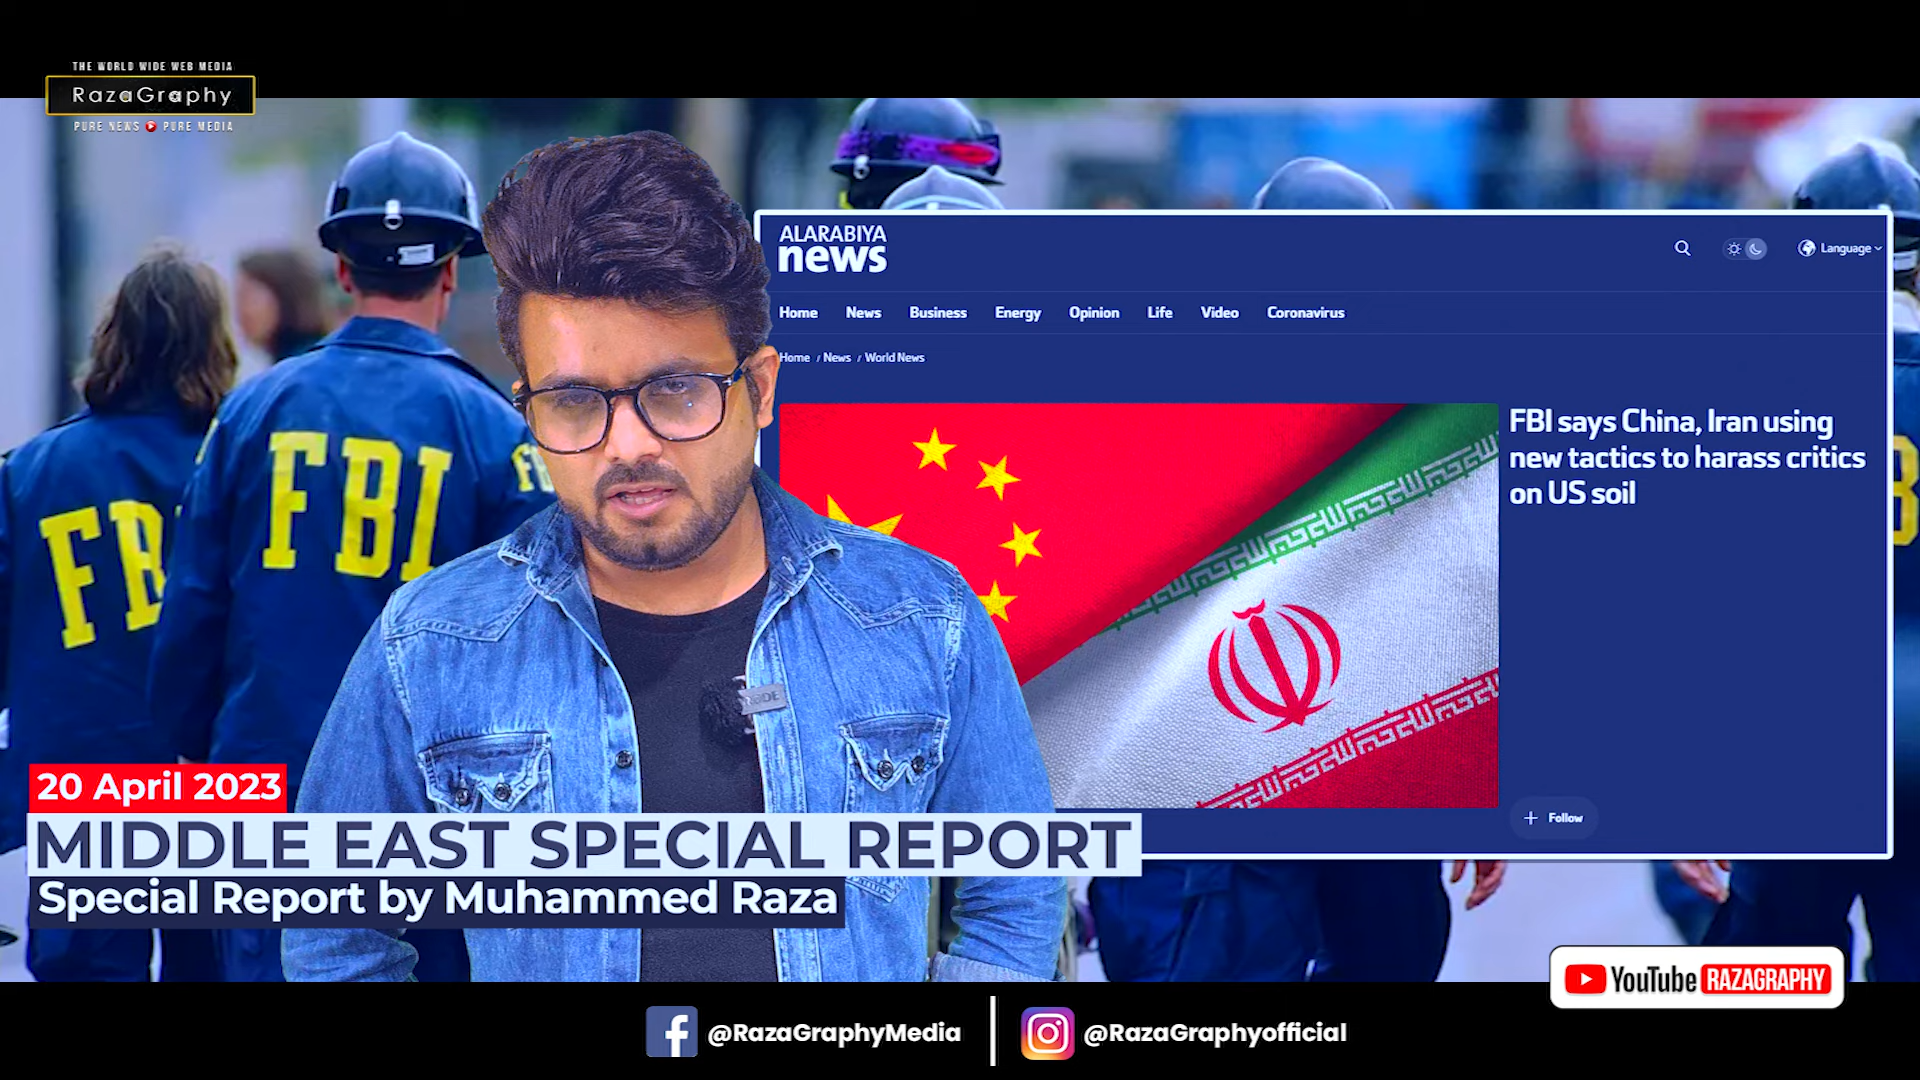 THE WORLD WIDE WEB MEDIA
RazaGraphy
PURE NEWS PURE MEDIA
FBI
FBI
FB
ALARABIYA
news
Language
Home News Business Energy Opinion Life Video Coronavirus
Home / News / World News
FBI says China, Iran using
new tactics to harass critics
on US soil
+ Follow
20 April 2023
MIDDLE EAST SPECIAL REPORT
Special Report by Muhammed Raza
YouTube RAZAGRAPHY
@RazaGraphyMedia
@RazaGraphyofficial